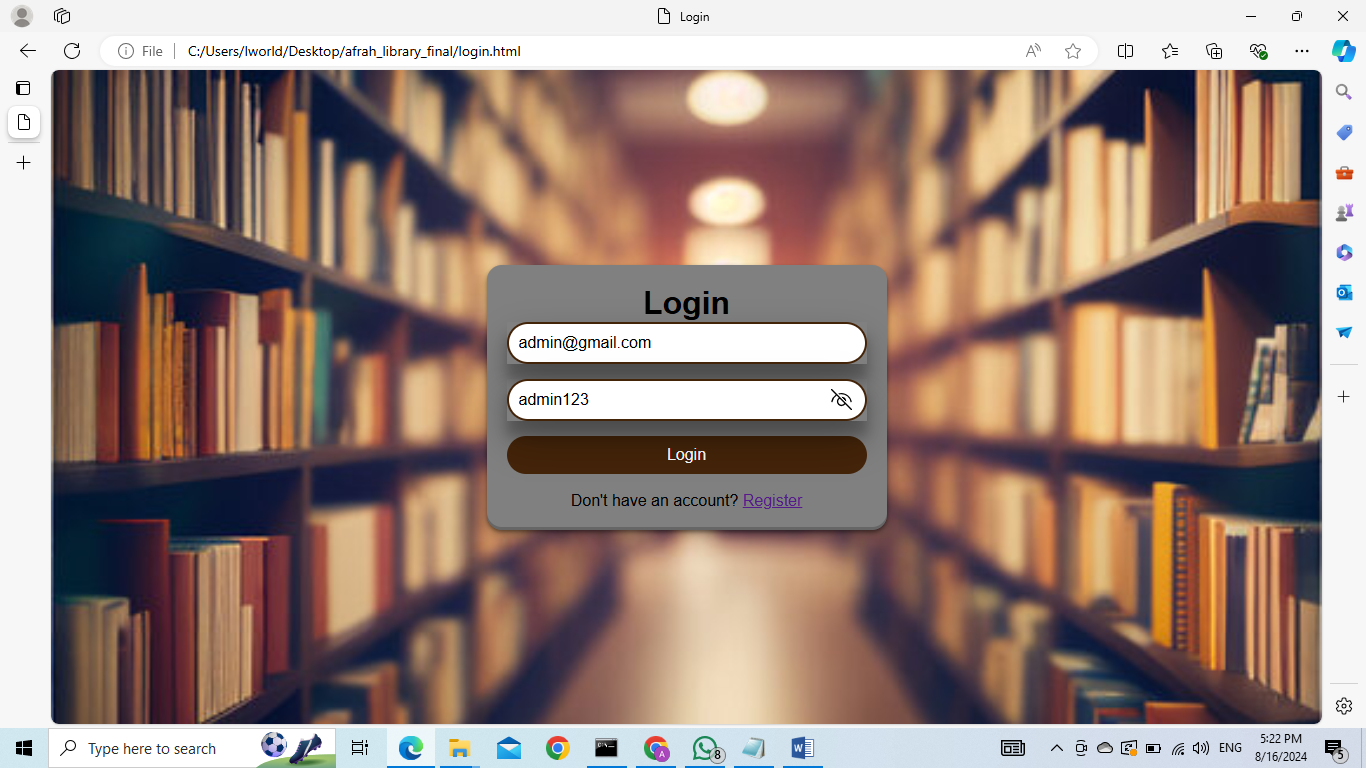 Login
File
C:/Users/lworld/Desktop/afrah_library_final/login.html
Login
admin@gmail.com
admin123
Login
Don't have an account? Register
Type here to search
8
ENG
5:22 PM
8/16/2024
5